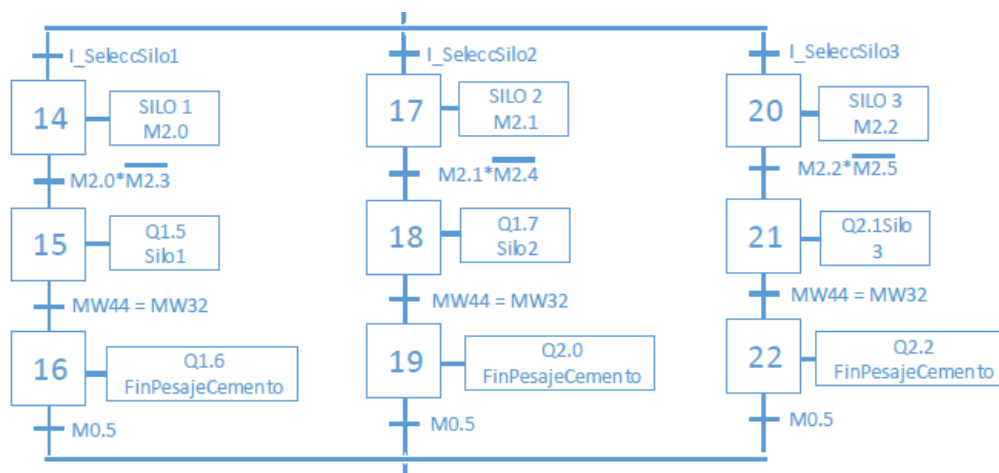 I_SeleccSilo1
14
SILO 1
M2.0
M2.0*M2.3
15
Q1.5
Silo1
MW44 = MW32
16
Q1.6
FinPesajeCemento
M0.5
I_SeleccSilo2
17
SILO 2
M2.1
M2.1*M2.4
18
Q1.7
Silo2
MW44 = MW32
19
Q2.0
FinPesajeCemento
M0.5
I_SeleccSilo3
20
SILO 3
M2.2
M2.2*M2.5
21
Q2.1Silo
3
MW44 = MW32
22
Q2.2
FinPesajeCemento
M0.5